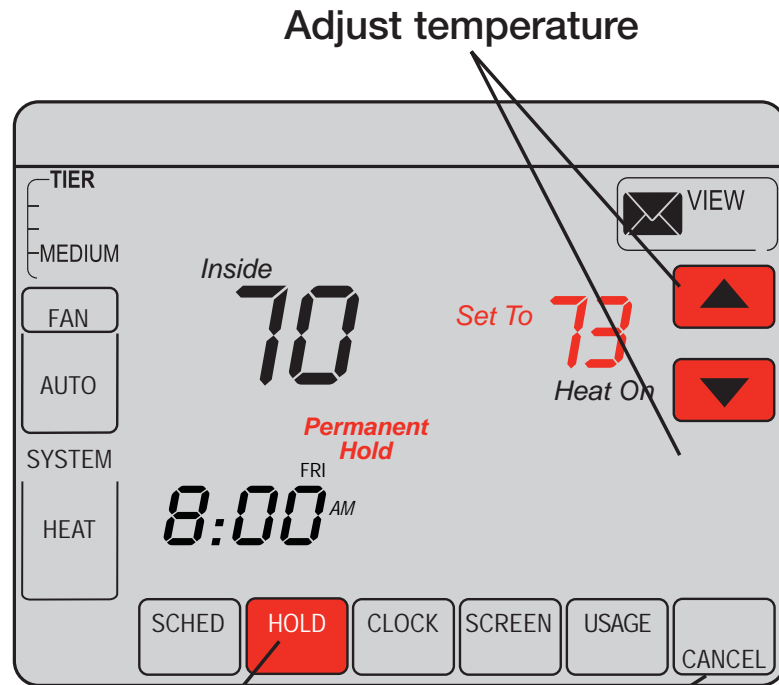 Adjust temperature
TIER
MEDIUM
VIEW
Inside
70
Set To
73
Heat On
FAN
AUTO
SYSTEM
HEAT
Permanent
Hold
FRI
8:00 AM
SCHED
HOLD
CLOCK
SCREEN
USAGE
CANCEL